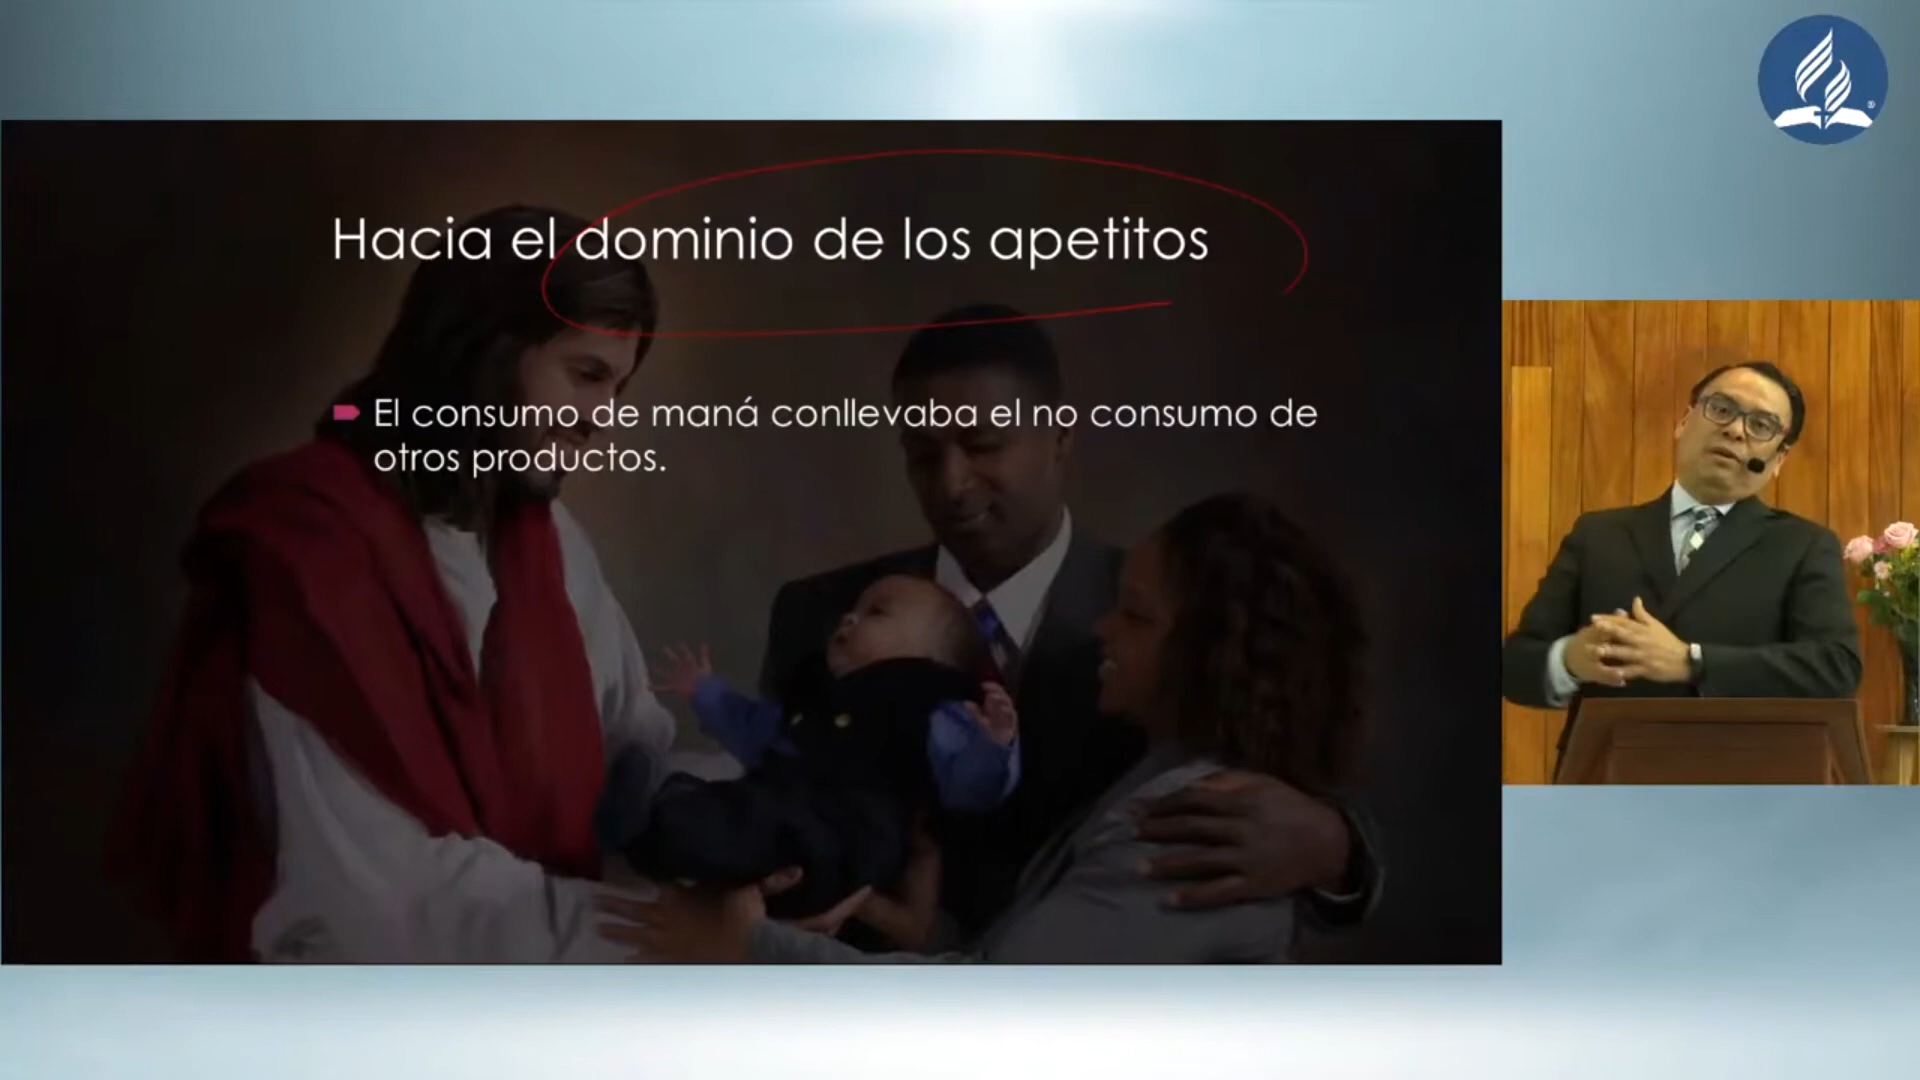 Hacia el dominio de los apetitos
El consumo de maná conllevaba el no consumo de
otros productos.